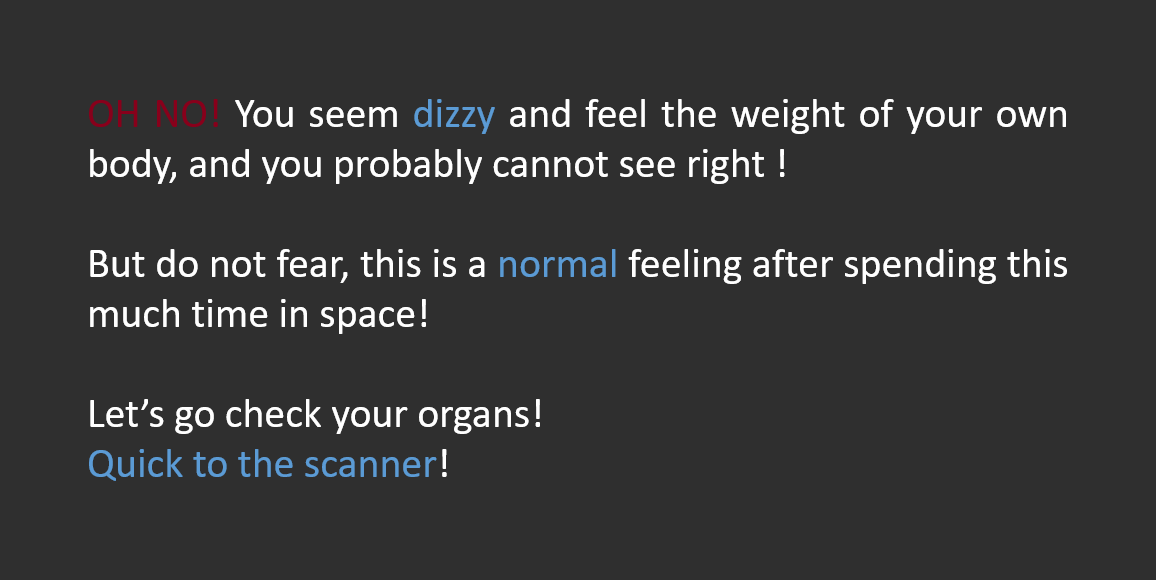 OH NO! You seem dizzy and feel the weight of your own
body, and you probably cannot see right !
But do not fear, this is a normal feeling after spending this
much time in space!
Let’s go check your organs!
Quick to the scanner!